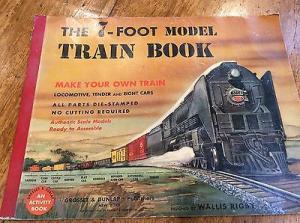 THE 7-FOOT MODEL
TRAIN BOOK
MAKE YOUR OWN TRAIN
LOCOMOTIVE, TENDER and EIGHT CARS
ALL PARTS DIE-STAMPED
NO CUTTING REQUIRED
Authentic Scale Models
Ready to Assemble
AN
ACTIVITY
BOOK
GROSSET & DUNLAP • Publishers
WALLIS RIGBY